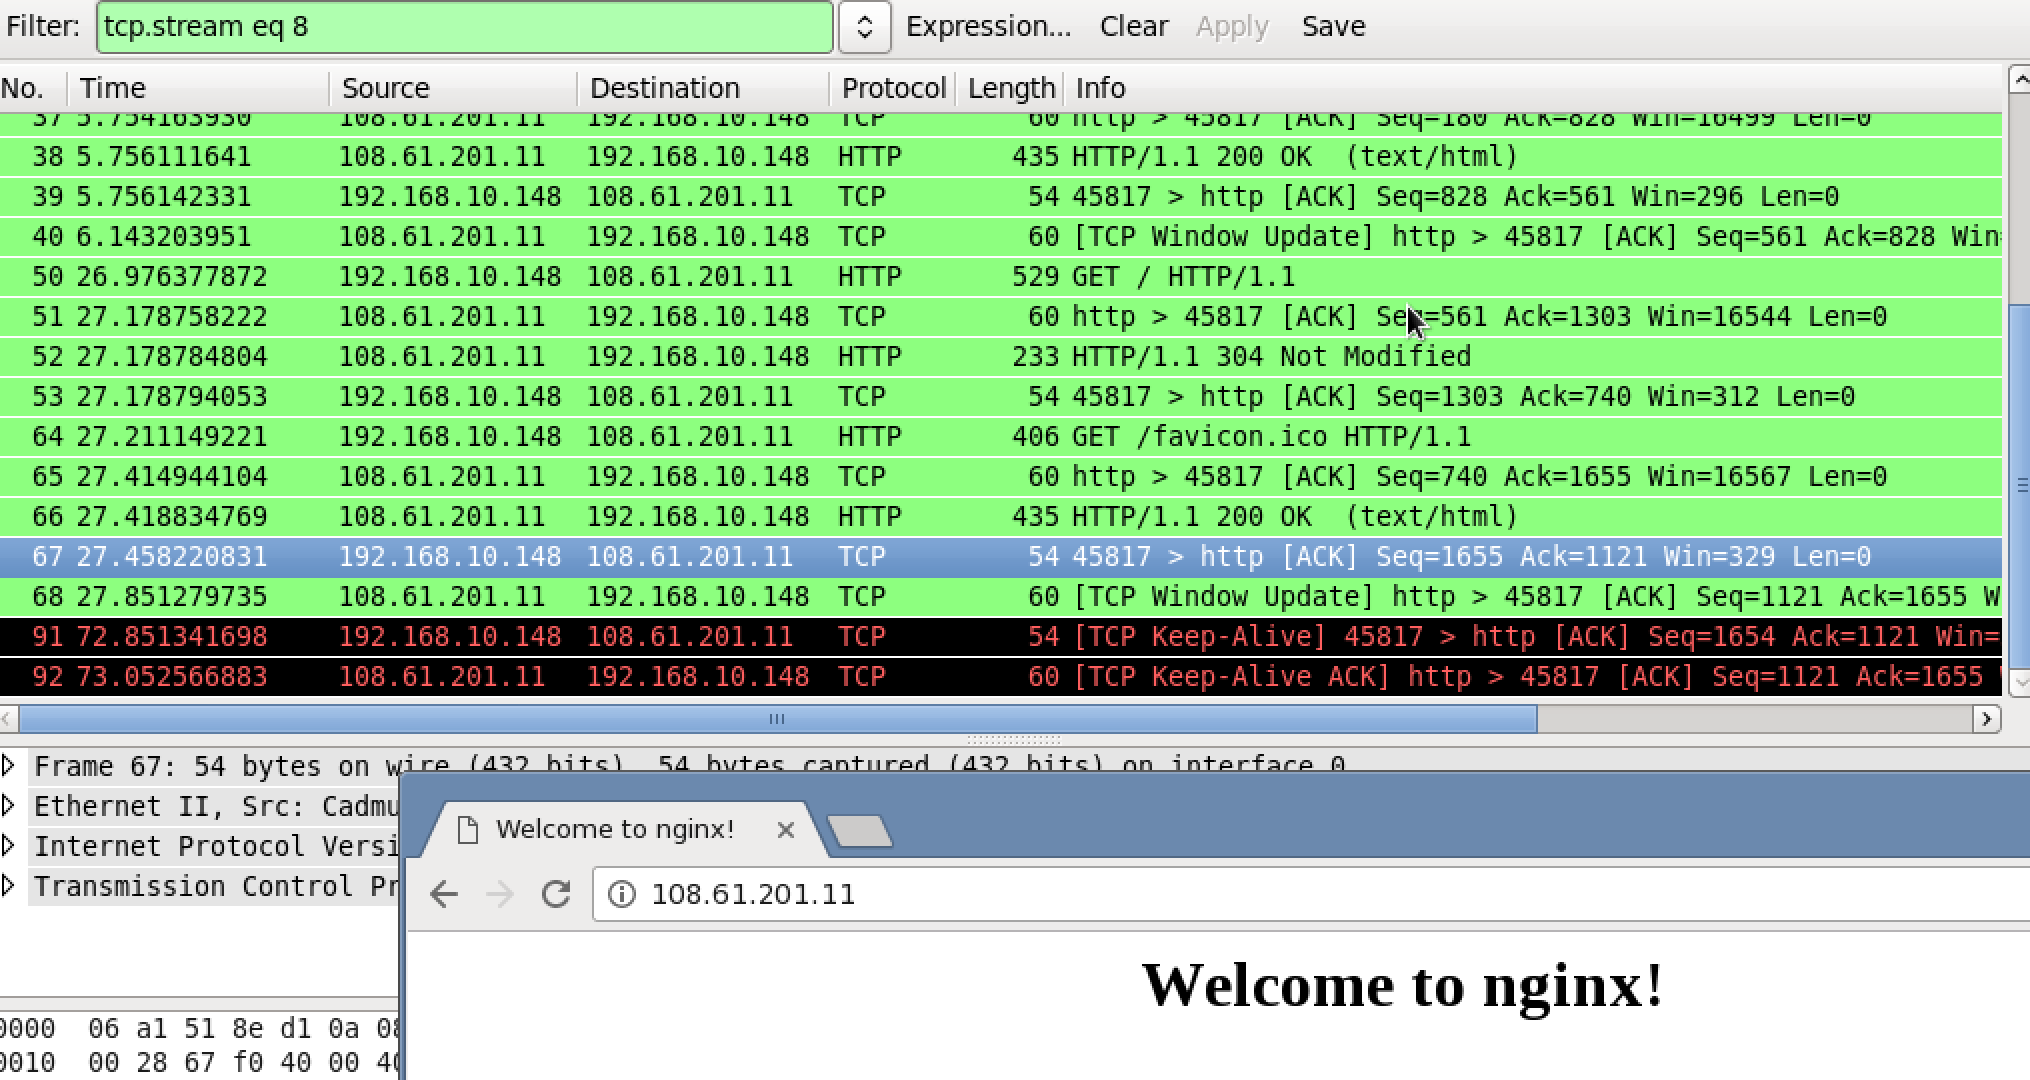 Filter: tcp.stream eq 8 Expression... Clear Apply Save
No. Time Source Destination Protocol Length Info
37 5.754163930 108.61.201.11 192.168.10.148 TCP 60 http > 45817 [ACK] Seq=180 Ack=828 Win=16499 Len=0
38 5.756111641 108.61.201.11 192.168.10.148 HTTP 435 HTTP/1.1 200 OK (text/html)
39 5.756142331 192.168.10.148 108.61.201.11 TCP 54 45817 > http [ACK] Seq=828 Ack=561 Win=296 Len=0
40 6.143203951 108.61.201.11 192.168.10.148 TCP 60 [TCP Window Update] http > 45817 [ACK] Seq=561 Ack=828 Win
50 26.976377872 192.168.10.148 108.61.201.11 HTTP 529 GET / HTTP/1.1
51 27.178758222 108.61.201.11 192.168.10.148 TCP 60 http > 45817 [ACK] Seq=561 Ack=1303 Win=16544 Len=0
52 27.178784804 108.61.201.11 192.168.10.148 HTTP 233 HTTP/1.1 304 Not Modified
53 27.178794053 192.168.10.148 108.61.201.11 TCP 54 45817 > http [ACK] Seq=1303 Ack=740 Win=312 Len=0
64 27.211149221 192.168.10.148 108.61.201.11 HTTP 406 GET /favicon.ico HTTP/1.1
65 27.414944104 108.61.201.11 192.168.10.148 TCP 60 http > 45817 [ACK] Seq=740 Ack=1655 Win=16567 Len=0
66 27.418834769 108.61.201.11 192.168.10.148 HTTP 435 HTTP/1.1 200 OK (text/html)
67 27.458220831 192.168.10.148 108.61.201.11 TCP 54 45817 > http [ACK] Seq=1655 Ack=1121 Win=329 Len=0
68 27.851279735 108.61.201.11 192.168.10.148 TCP 60 [TCP Window Update] http > 45817 [ACK] Seq=1121 Ack=1655 W
91 72.851341698 192.168.10.148 108.61.201.11 TCP 54 [TCP Keep-Alive] 45817 > http [ACK] Seq=1654 Ack=1121 Win=
92 73.052566883 108.61.201.11 192.168.10.148 TCP 60 [TCP Keep-Alive ACK] http > 45817 [ACK] Seq=1121 Ack=1655
Frame 67: 54 bytes on wire (432 bits), 54 bytes captured (432 bits) on interface 0
Ethernet II, Src: Cadmu
Internet Protocol Versi
Transmission Control Pr
Welcome to nginx!
108.61.201.11
Welcome to nginx!
0000 06 a1 51 8e d1 0a 08
0010 00 28 67 f0 40 00 40